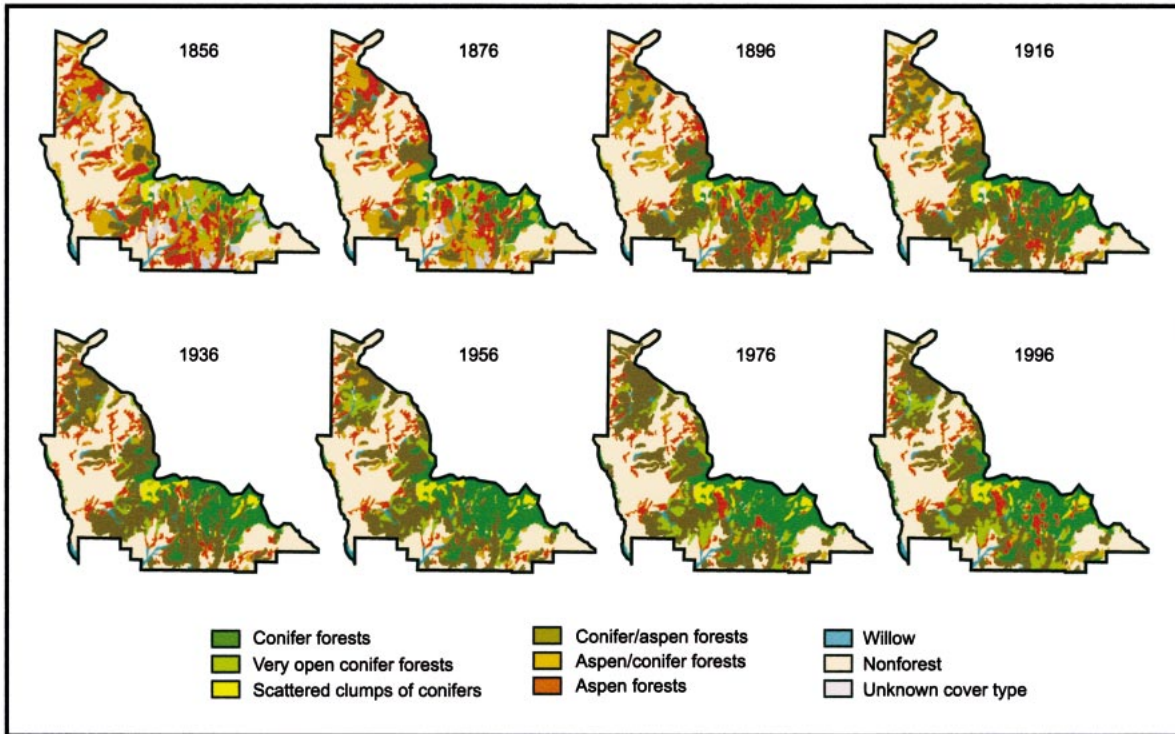 1856
1876
1896
1916
1936
1956
1976
1996
Conifer forests
Very open conifer forests
Scattered clumps of conifers
Conifer/aspen forests
Aspen/conifer forests
Aspen forests
Willow
Nonforest
Unknown cover type